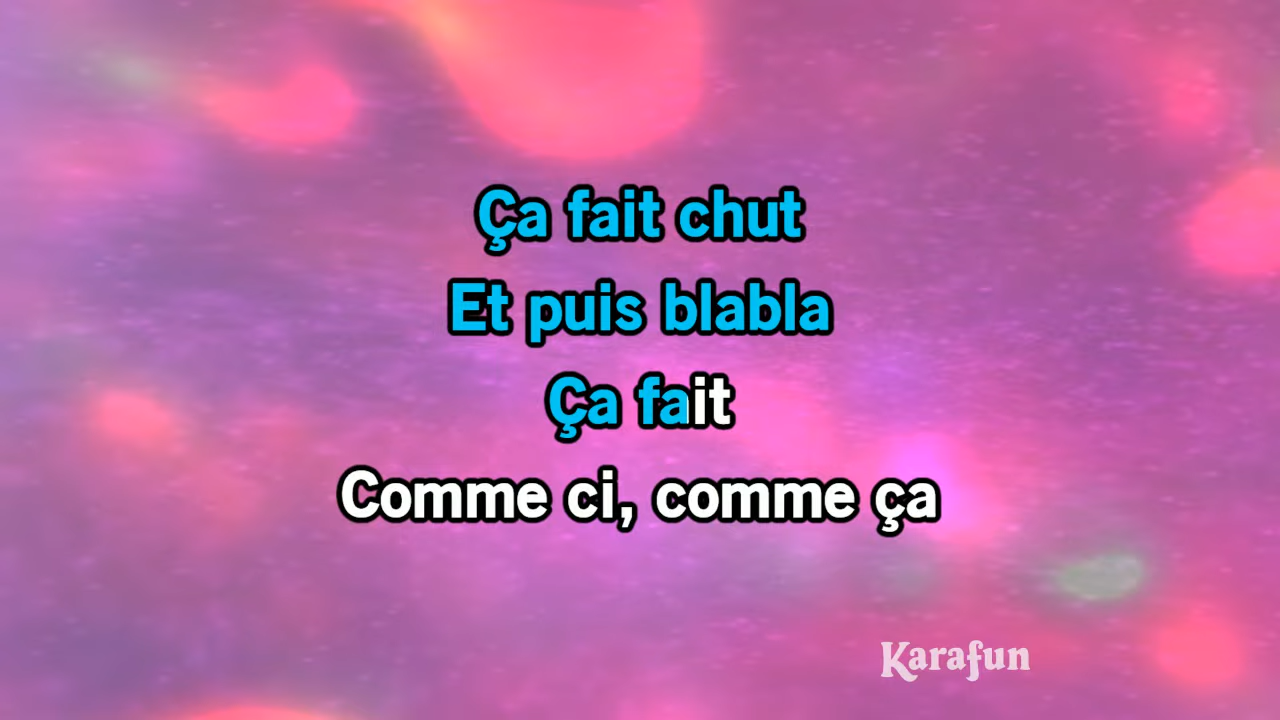 Ça fait chut
Et puis blabla
Ça fait
Comme ci, comme ça
Karafun